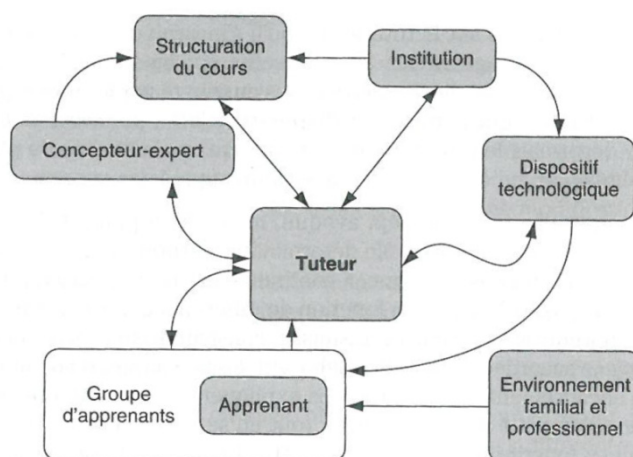 Structuration
du cours
Institution
Concepteur-expert
Dispositif
technologique
Tuteur
Groupe
d'apprenants
Apprenant
Environnement
familial et
professionnel